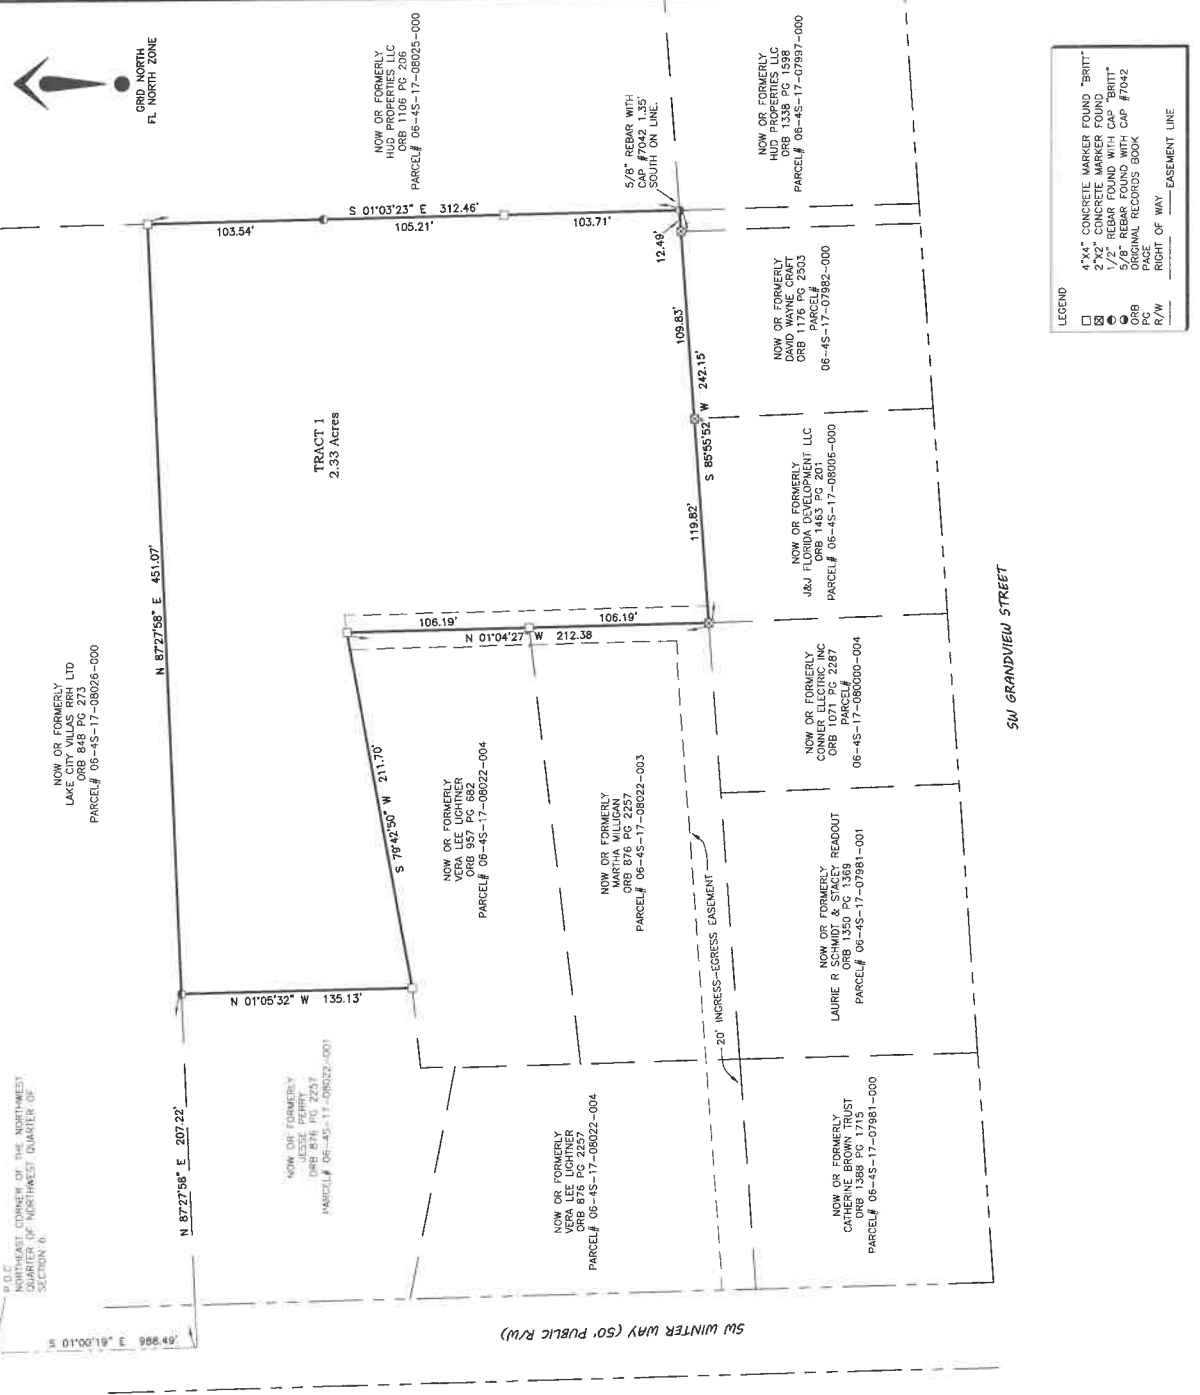 P.O.C.
NORTHEAST CORNER OF THE NORTHWEST
QUARTER OF NORTHWEST QUARTER OF
SECTION 6
S 01°00'19" E 988.49'
N 87°27'58" E 207.22'
NOW OR FORMERLY
LAKE CITY VILLAS RRH LTD
ORB 848 PG 273
PARCEL# 06-4S-17-08026-000
N 87°27'58" E 451.07'
GRID NORTH
FL NORTH ZONE
NOW OR FORMERLY
HUD PROPERTIES LLC
ORB 1106 PG 206
PARCEL# 06-4S-17-08025-000
S 01°03'23" E 312.46'
103.54'
105.21'
103.71'
5/8" REBAR WITH
CAP #7042 1.35'
SOUTH ON LINE.
12.49'
TRACT 1
2.33 Acres
N 01°05'32" W 135.13'
S 79°42'50" W 211.70'
106.19'
106.19'
N 01°04'27" W 212.38
119.82'
109.83'
S 85°55'52" W 242.15'
NOW OR FORMERLY
JESSE PERRY
ORB 876 PG 2257
PARCEL# 06-4S-17-08022-001
NOW OR FORMERLY
VERA LEE LIGHTNER
ORB 957 PG 682
PARCEL# 06-4S-17-08022-004
NOW OR FORMERLY
MARTHA MILLIGAN
ORB 876 PG 2257
PARCEL# 06-4S-17-08022-003
NOW OR FORMERLY
VERA LEE LIGHTNER
ORB 876 PG 2257
PARCEL# 06-4S-17-08022-004
20' INGRESS-EGRESS EASEMENT
NOW OR FORMERLY
CATHERINE BROWN TRUST
ORB 1388 PG 1715
PARCEL# 06-4S-17-07981-000
NOW OR FORMERLY
LAURIE R SCHMIDT & STACEY READOUT
ORB 1350 PG 1369
PARCEL# 06-4S-17-07981-001
NOW OR FORMERLY
CONNER ELECTRIC INC
ORB 1071 PG 2287
PARCEL#
06-4S-17-080000-004
NOW OR FORMERLY
J&J FLORIDA DEVELOPMENT LLC
ORB 1463 PG 201
PARCEL# 06-4S-17-08006-000
NOW OR FORMERLY
DAVID WAYNE CRAFT
ORB 1176 PG 2503
PARCEL#
06-4S-17-07982-000
NOW OR FORMERLY
HUD PROPERTIES LLC
ORB 1338 PG 1598
PARCEL# 06-4S-17-07997-000
SW WINTER WAY (50' PUBLIC R/W)
SW GRANDVIEW STREET
LEGEND
4"X4" CONCRETE MARKER FOUND "BRITT"
2"X2" CONCRETE MARKER FOUND
1/2" REBAR FOUND WITH CAP "BRITT"
5/8" REBAR FOUND WITH CAP #7042
ORB ORIGINAL RECORDS BOOK
PG PAGE
R/W RIGHT OF WAY
EASEMENT LINE